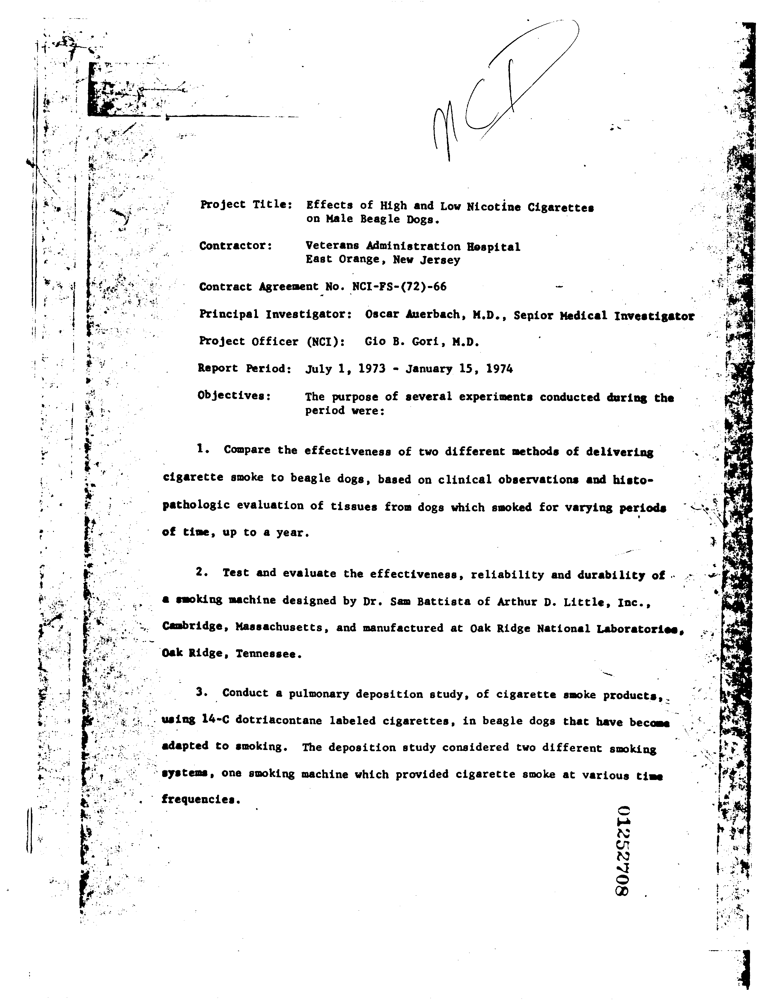 NCI
Project Title: Effects of High and Low Nicotine Cigarettes
on Male Beagle Dogs.
Contractor: Veterans Administration Hospital
East Orange, New Jersey
Contract Agreement No. NCI-FS-(72)-66
Principal Investigator: Oscar Auerbach, M.D., Senior Medical Investigator
Project Officer (NCI): Gio B. Gori, M.D.
Report Period: July 1, 1973 - January 15, 1974
Objectives: The purpose of several experiments conducted during the
period were:
1. Compare the effectiveness of two different methods of delivering
cigarette smoke to beagle dogs, based on clinical observations and histo-
pathologic evaluation of tissues from dogs which smoked for varying periods
of time, up to a year.
2. Test and evaluate the effectiveness, reliability and durability of
a smoking machine designed by Dr. Sam Battista of Arthur D. Little, Inc.,
Cambridge, Massachusetts, and manufactured at Oak Ridge National Laboratories,
Oak Ridge, Tennessee.
3. Conduct a pulmonary deposition study, of cigarette smoke products,
using 14-C dotriacontane labeled cigarettes, in beagle dogs that have become
adapted to smoking. The deposition study considered two different smoking
systems, one smoking machine which provided cigarette smoke at various time
frequencies.
01252708